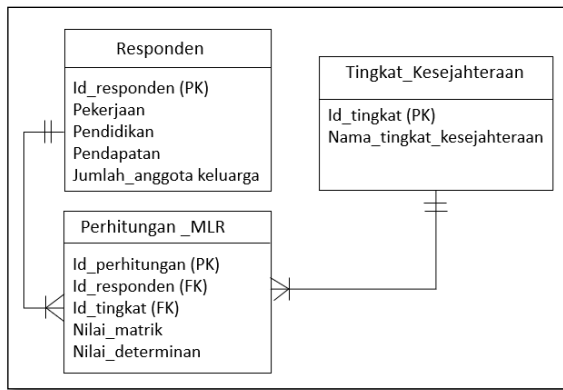 Responden
Id_responden (PK)
Pekerjaan
Pendidikan
Pendapatan
Jumlah_anggota keluarga
Tingkat_Kesejahteraan
Id_tingkat (PK)
Nama_tingkat_kesejahteraan
Perhitungan _MLR
Id_perhitungan (PK)
Id_responden (FK)
Id_tingkat (FK)
Nilai_matrik
Nilai_determinan